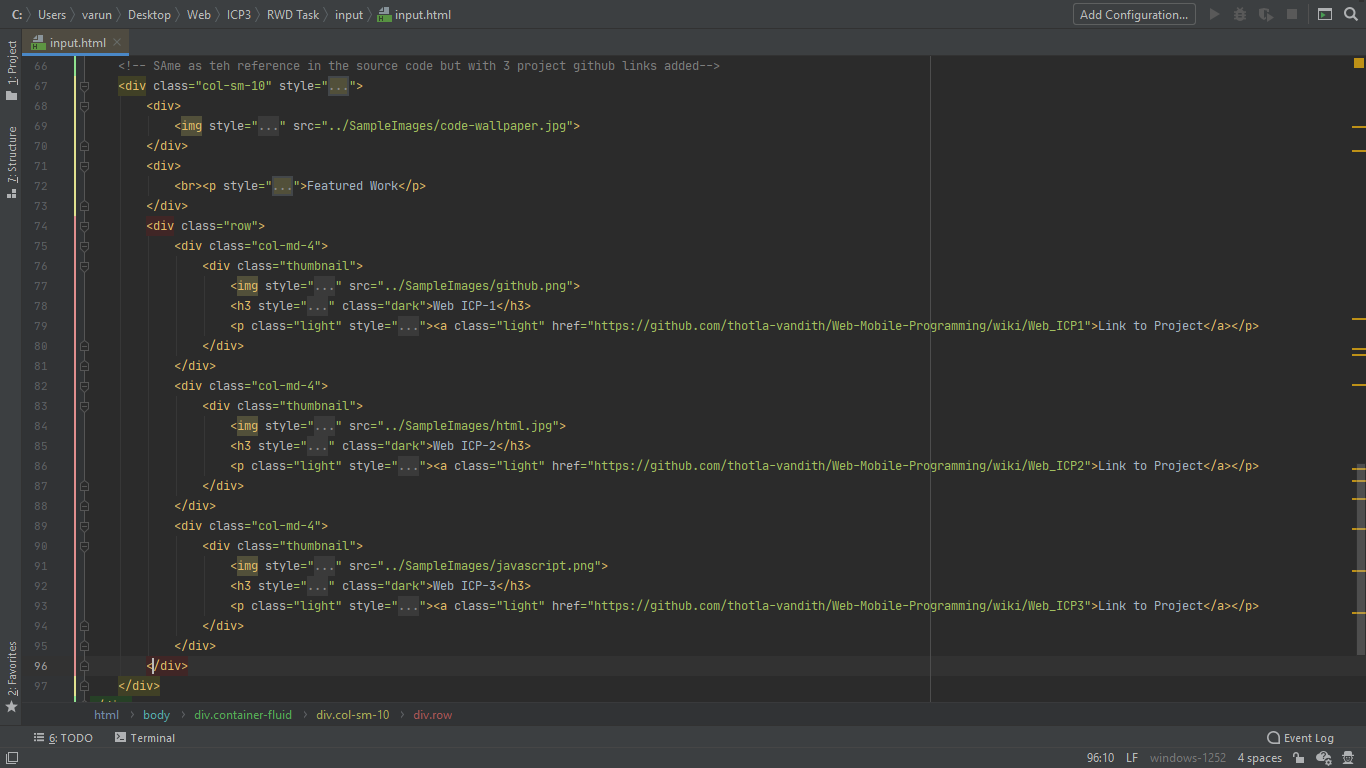 C: Users varun Desktop Web ICP3 RWD Task input input.html Add Configuration...
input.html
1: Project
7: Structure
2: Favorites
66 <!-- SAme as teh reference in the source code but with 3 project github links added-->
67 <div class="col-sm-10" style="...">
68 <div>
69 <img style="..." src="../SampleImages/code-wallpaper.jpg">
70 </div>
71 <div>
72 <br><p style="...">Featured Work</p>
73 </div>
74 <div class="row">
75 <div class="col-md-4">
76 <div class="thumbnail">
77 <img style="..." src="../SampleImages/github.png">
78 <h3 style="..." class="dark">Web ICP-1</h3>
79 <p class="light" style="..."><a class="light" href="https://github.com/thotla-vandith/Web-Mobile-Programming/wiki/Web_ICP1">Link to Project</a></p>
80 </div>
81 </div>
82 <div class="col-md-4">
83 <div class="thumbnail">
84 <img style="..." src="../SampleImages/html.jpg">
85 <h3 style="..." class="dark">Web ICP-2</h3>
86 <p class="light" style="..."><a class="light" href="https://github.com/thotla-vandith/Web-Mobile-Programming/wiki/Web_ICP2">Link to Project</a></p>
87 </div>
88 </div>
89 <div class="col-md-4">
90 <div class="thumbnail">
91 <img style="..." src="../SampleImages/javascript.png">
92 <h3 style="..." class="dark">Web ICP-3</h3>
93 <p class="light" style="..."><a class="light" href="https://github.com/thotla-vandith/Web-Mobile-Programming/wiki/Web_ICP3">Link to Project</a></p>
94 </div>
95 </div>
96 </div>
97 </div>
html body div.container-fluid div.col-sm-10 div.row
6: TODO Terminal Event Log
96:10 LF windows-1252 4 spaces